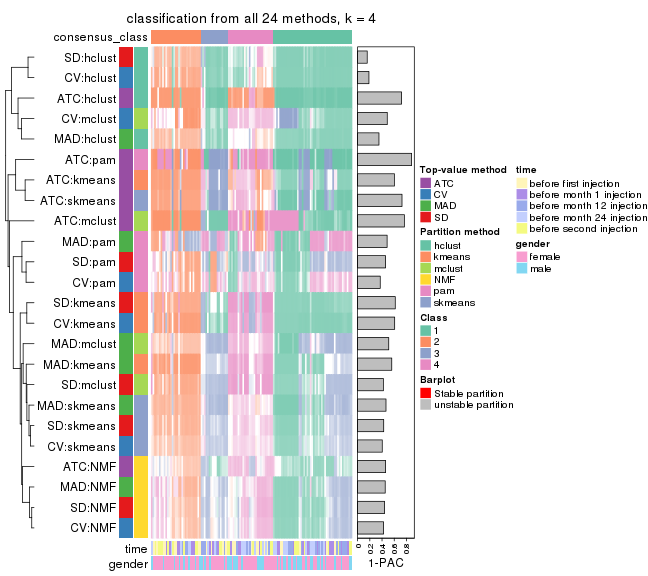 classification from all 24 methods, k = 4
consensus_class
SD:hclust
CV:hclust
ATC:hclust
CV:mclust
MAD:hclust
ATC:pam
ATC:kmeans
ATC:skmeans
ATC:mclust
MAD:pam
SD:pam
CV:pam
SD:kmeans
CV:kmeans
MAD:mclust
MAD:kmeans
SD:mclust
MAD:skmeans
SD:skmeans
CV:skmeans
ATC:NMF
MAD:NMF
SD:NMF
CV:NMF
time
gender
0 0.2 0.4 0.6 0.8
1-PAC
Top-value method
ATC
CV
MAD
SD
Partition method
hclust
kmeans
mclust
NMF
pam
skmeans
Class
1
2
3
4
Barplot
Stable partition
unstable partition
time
before first injection
before month 1 injection
before month 12 injection
before month 24 injection
before second injection
gender
female
male